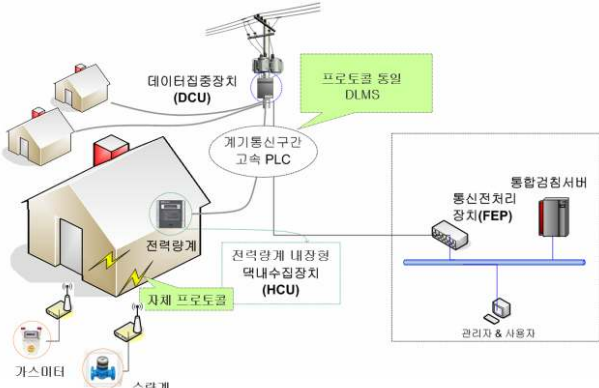 데이터집중장치
(DCU)
프로토콜 통일
DLMS
계기통신구간
고속 PLC
통합검침서버
통신전처리
장치(FEP)
전력량계
전력량계 내장형
댁내수집장치
(HCU)
자체 프로토콜
관리자 & 사용자
가스미터
수량계